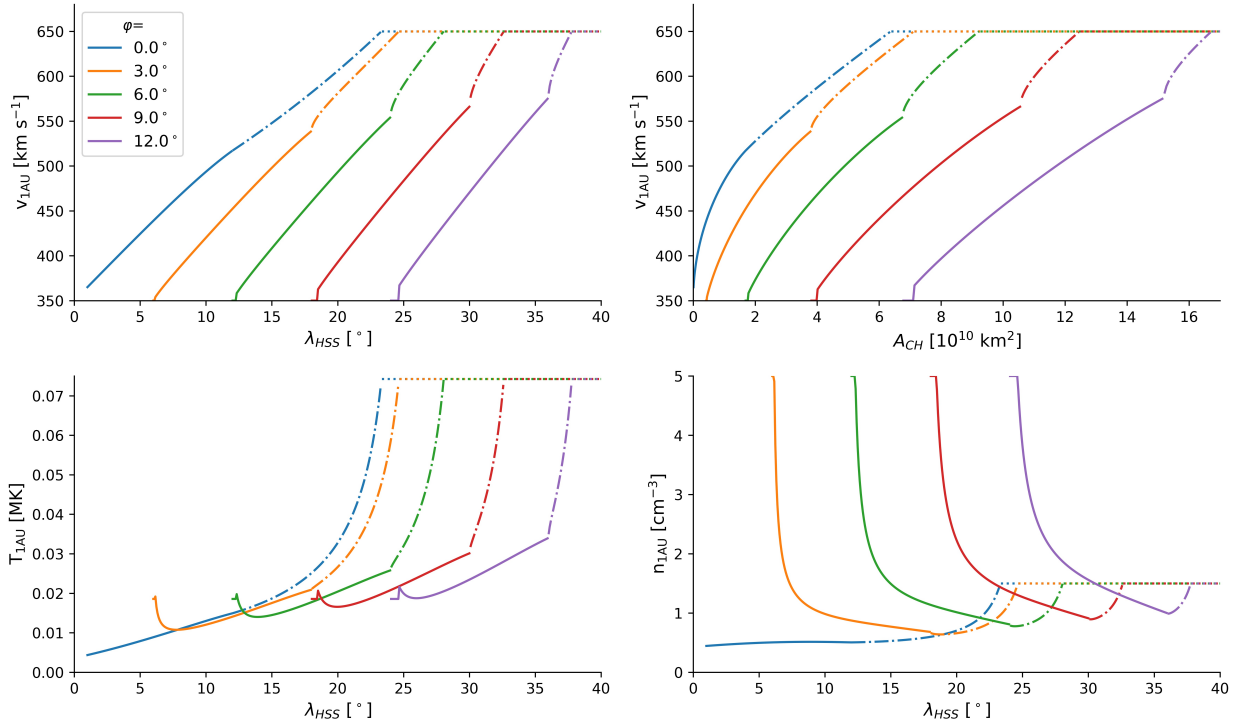 650
600
550
500
450
400
350
v1AU [km s−1]
φ=
0.0°
3.0°
6.0°
9.0°
12.0°
0 5 10 15 20 25 30 35 40
λHSS [°]
650
600
550
500
450
400
350
v1AU [km s−1]
0 2 4 6 8 10 12 14 16
ACH [10¹⁰ km²]
0.07
0.06
0.05
0.04
0.03
0.02
0.01
0.00
T1AU [MK]
0 5 10 15 20 25 30 35 40
λHSS [°]
5
4
3
2
1
0
n1AU [cm−3]
0 5 10 15 20 25 30 35 40
λHSS [°]